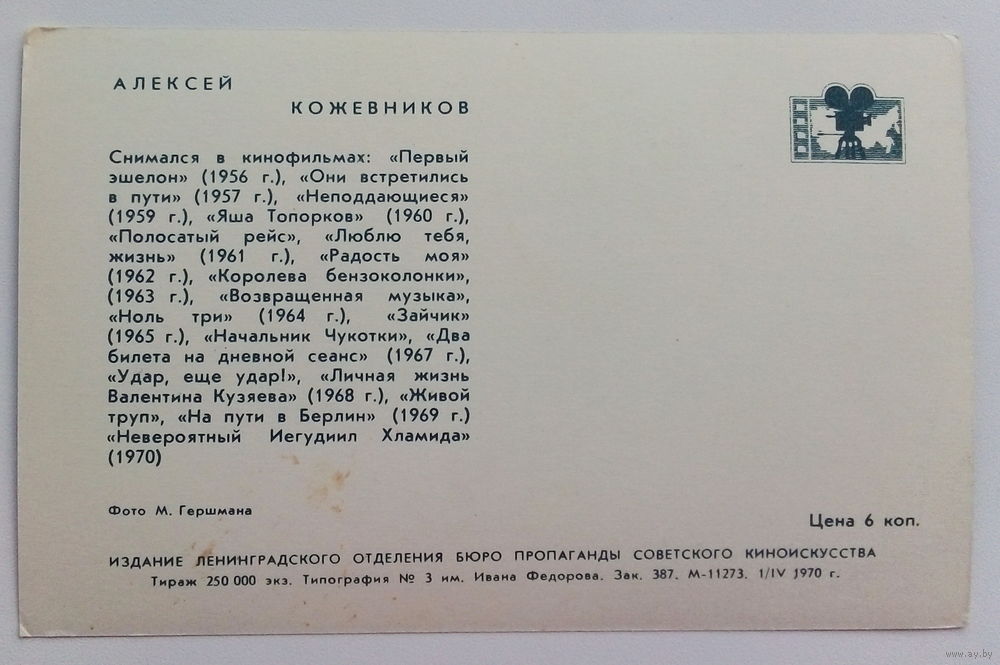 АЛЕКСЕЙ
КОЖЕВНИКОВ
Снимался в кинофильмах: «Первый
эшелон» (1956 г.), «Они встретились
в пути» (1957 г.), «Неподдающиеся»
(1959 г.), «Яша Топорков» (1960 г.),
«Полосатый рейс», «Люблю тебя,
жизнь» (1961 г.), «Радость моя»
(1962 г.), «Королева бензоколонки»,
(1963 г.), «Возвращенная музыка»,
«Ноль три» (1964 г.), «Зайчик»
(1965 г.), «Начальник Чукотки», «Два
билета на дневной сеанс» (1967 г.),
«Удар, еще удар!», «Личная жизнь
Валентина Кузяева» (1968 г.), «Живой
труп», «На пути в Берлин» (1969 г.)
«Невероятный Иегудиил Хламида»
(1970)
Фото М. Гершмана
Цена 6 коп.
ИЗДАНИЕ ЛЕНИНГРАДСКОГО ОТДЕЛЕНИЯ БЮРО ПРОПАГАНДЫ СОВЕТСКОГО КИНОИСКУССТВА
Тираж 250 000 экз. Типография № 3 им. Ивана Федорова. Зак. 387. М-11273. 1/IV 1970 г.
www.ay.by